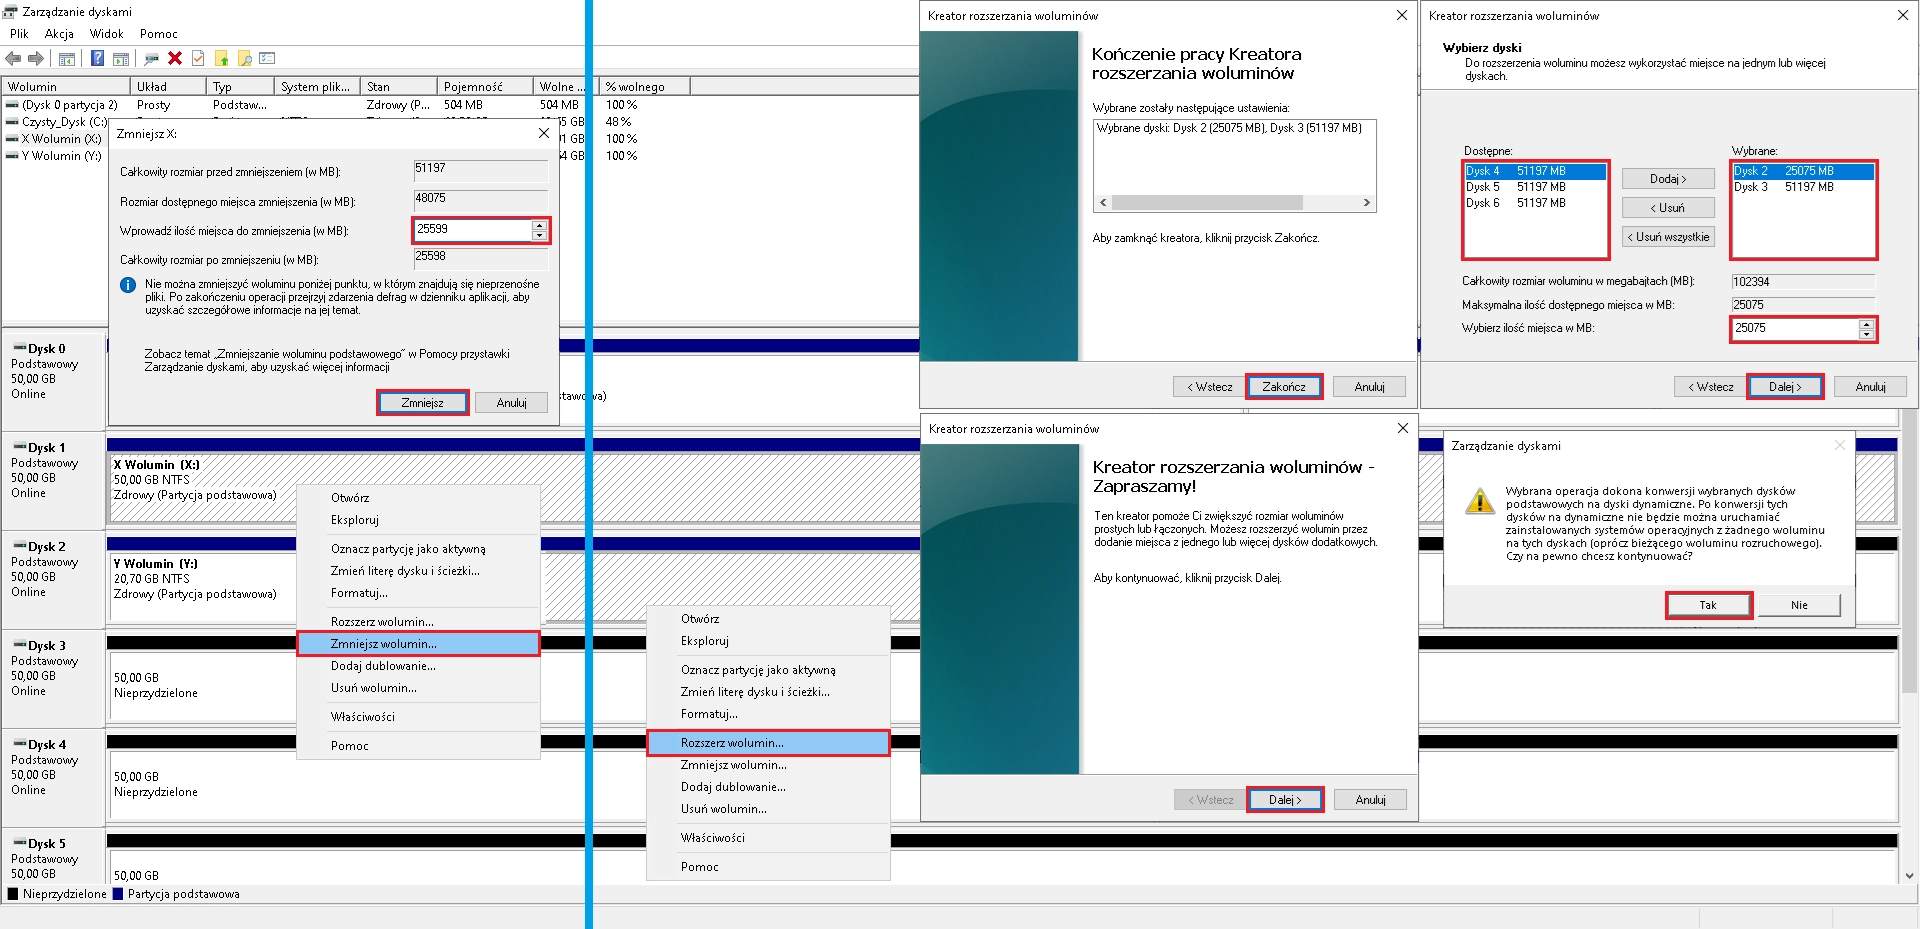 Zarządzanie dyskami
Plik Akcja Widok Pomoc
Wolumin Układ Typ System plik... Stan Pojemność Wolne ... % wolnego
(Dysk 0 partycja 2) Prosty Podstaw... Zdrowy (P... 504 MB 504 MB 100%
Czysty_Dysk (C:) GB 48%
X Wolumin (X:) GB 100%
Y Wolumin (Y:) GB 100%
Zmniejsz X:
Całkowity rozmiar przed zmniejszeniem (w MB): 51197
Rozmiar dostępnego miejsca zmniejszenia (w MB): 48075
Wprowadź ilość miejsca do zmniejszenia (w MB): 25599
Całkowity rozmiar po zmniejszeniu (w MB): 25598
Nie można zmniejszyć woluminu poniżej punktu, w którym znajdują się nieprzenośne
pliki. Po zakończeniu operacji przejrzyj zdarzenia defrag w dzienniku aplikacji, aby
uzyskać szczegółowe informacje na jej temat.
Zobacz temat „Zmniejszanie woluminu podstawowego” w Pomocy przystawki
Zarządzanie dyskami, aby uzyskać więcej informacji
Zmniejsz Anuluj
Dysk 0
Podstawowy
50,00 GB
Online
Dysk 1
Podstawowy
50,00 GB
Online
X Wolumin (X:)
50,00 GB NTFS
Zdrowy (Partycja podstawowa)
Dysk 2
Podstawowy
50,00 GB
Online
Y Wolumin (Y:)
20,70 GB NTFS
Zdrowy (Partycja podstawowa)
Dysk 3
Podstawowy
50,00 GB
Online
50,00 GB
Nieprzydzielone
Dysk 4
Podstawowy
50,00 GB
Online
50,00 GB
Nieprzydzielone
Dysk 5
Podstawowy
50,00 GB
50,00 GB
Nieprzydzielone Partycja podstawowa
Otwórz
Eksploruj
Oznacz partycję jako aktywną
Zmień literę dysku i ścieżki...
Formatuj...
Rozszerz wolumin...
Zmniejsz wolumin...
Dodaj dublowanie...
Usuń wolumin...
Właściwości
Pomoc
Otwórz
Eksploruj
Oznacz partycję jako aktywną
Zmień literę dysku i ścieżki...
Formatuj...
Rozszerz wolumin...
Zmniejsz wolumin...
Dodaj dublowanie...
Usuń wolumin...
Właściwości
Pomoc
Kreator rozszerzania woluminów
Kończenie pracy Kreatora
rozszerzania woluminów
Wybrane zostały następujące ustawienia:
Wybrane dyski: Dysk 2 (25075 MB), Dysk 3 (51197 MB)
Aby zamknąć kreatora, kliknij przycisk Zakończ.
< Wstecz Zakończ Anuluj
Kreator rozszerzania woluminów
Wybierz dyski
Do rozszerzenia woluminu możesz wykorzystać miejsce na jednym lub więcej
dyskach.
Dostępne: Wybrane:
Dysk 4 51197 MB Dodaj > Dysk 2 25075 MB
Dysk 5 51197 MB Dysk 3 51197 MB
Dysk 6 51197 MB < Usuń
< Usuń wszystkie
Całkowity rozmiar woluminu w megabajtach (MB): 102394
Maksymalna ilość dostępnego miejsca w MB: 25075
Wybierz ilość miejsca w MB: 25075
< Wstecz Dalej > Anuluj
Kreator rozszerzania woluminów
Kreator rozszerzania woluminów -
Zapraszamy!
Ten kreator pomoże Ci zwiększyć rozmiar woluminów
prostych lub łączonych. Możesz rozszerzyć wolumin przez
dodanie miejsca z jednego lub więcej dysków dodatkowych.
Aby kontynuować, kliknij przycisk Dalej.
< Wstecz Dalej > Anuluj
Zarządzanie dyskami
Wybrana operacja dokona konwersji wybranych dysków
podstawowych na dyski dynamiczne. Po konwersji tych
dysków na dynamiczne nie będzie można uruchamiać
zainstalowanych systemów operacyjnych z żadnego woluminu
na tych dyskach (oprócz bieżącego woluminu rozruchowego).
Czy na pewno chcesz kontynuować?
Tak Nie